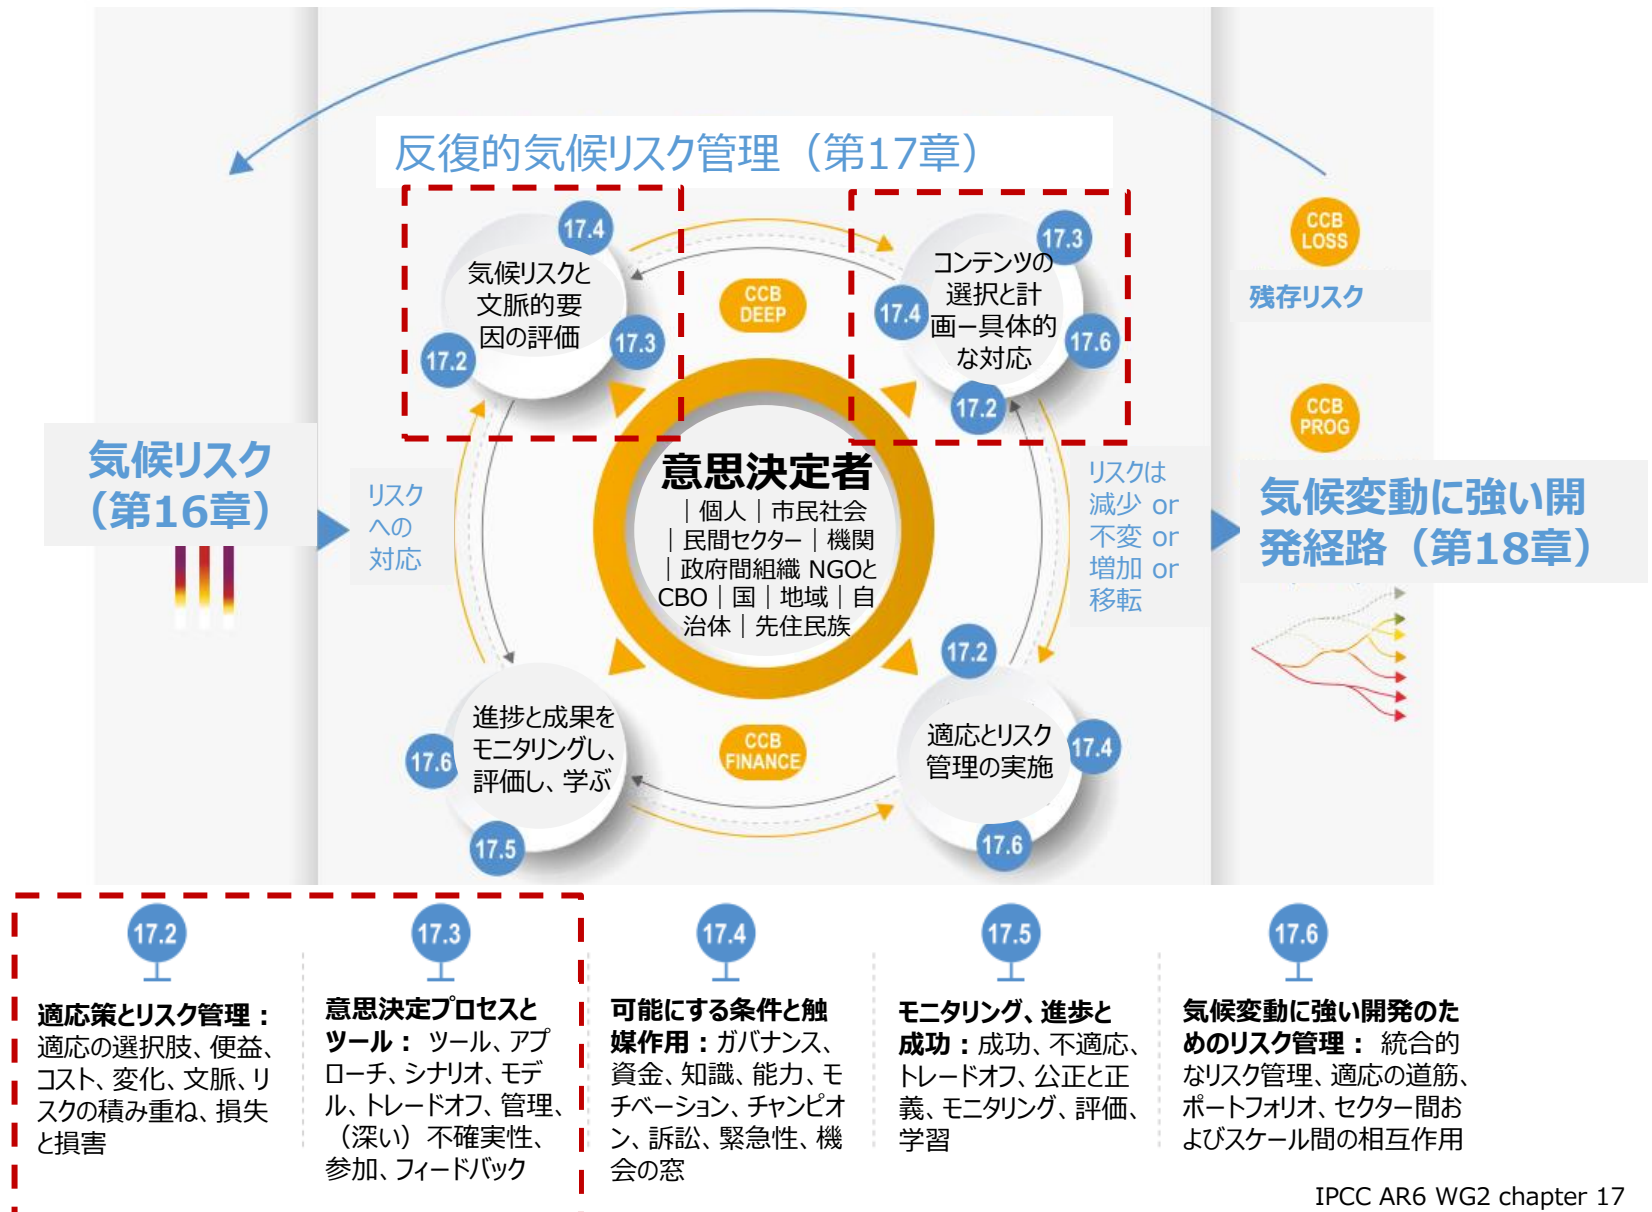 反復的気候リスク管理（第17章）
17.4
気候リスクと
文脈的要
因の評価
17.2
17.3
CCB
DEEP
17.3
コンテンツの
選択と計
画ー具体的
な対応
17.4
17.6
17.2
CCB
LOSS
残存リスク
CCB
PROG
気候リスク
（第16章）
リスク
への
対応
意思決定者
｜個人｜市民社会
｜民間セクター｜機関
｜政府間組織 NGOと
CBO｜国｜地域｜自
治体｜先住民族
リスクは
減少 or
不変 or
増加 or
移転
気候変動に強い開
発経路（第18章）
進捗と成果を
モニタリングし、
評価し、学ぶ
17.6
17.5
CCB
FINANCE
17.2
適応とリスク
管理の実施
17.4
17.6
17.2
適応策とリスク管理：
適応の選択肢、便益、
コスト、変化、文脈、リ
スクの積み重ね、損失
と損害
17.3
意思決定プロセスと
ツール： ツール、アプ
ローチ、シナリオ、モデ
ル、トレードオフ、管理、
（深い）不確実性、
参加、フィードバック
17.4
可能にする条件と触
媒作用：ガバナンス、
資金、知識、能力、モ
チベーション、チャンピオ
ン、訴訟、緊急性、機
会の窓
17.5
モニタリング、進歩と
成功：成功、不適応、
トレードオフ、公正と正
義、モニタリング、評価、
学習
17.6
気候変動に強い開発のた
めのリスク管理： 統合的
なリスク管理、適応の道筋、
ポートフォリオ、セクター間お
よびスケール間の相互作用
IPCC AR6 WG2 chapter 17